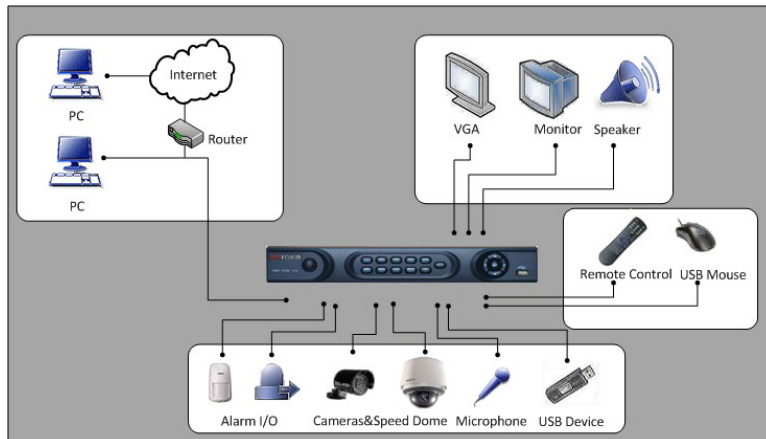 Internet
PC
Router
PC
VGA
Monitor
Speaker
Remote Control
USB Mouse
Alarm I/O
Cameras&Speed Dome
Microphone
USB Device